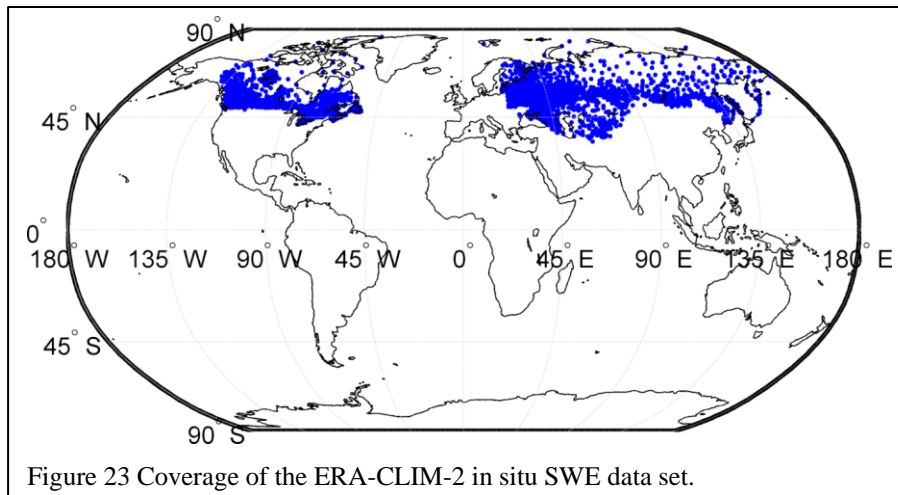 90° N
45° N
0°
180° W 135° W 90° W 45° W 0° 45° E 90° E 135° E 180° E
45° S
90° S
Figure 23 Coverage of the ERA-CLIM-2 in situ SWE data set.